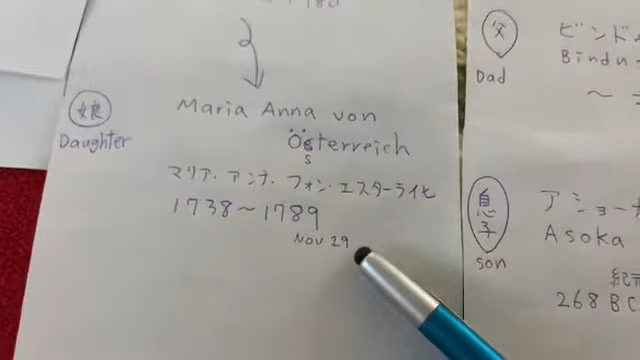 娘
Daughter
Maria Anna von
Österreich
s
マリア・アンナ・フォン・エスターライヒ
1738～1789
Nov 29
父
Dad
ビンド
Bindu
～
息子
son
アショーカ
Asoka
紀元
268 BC